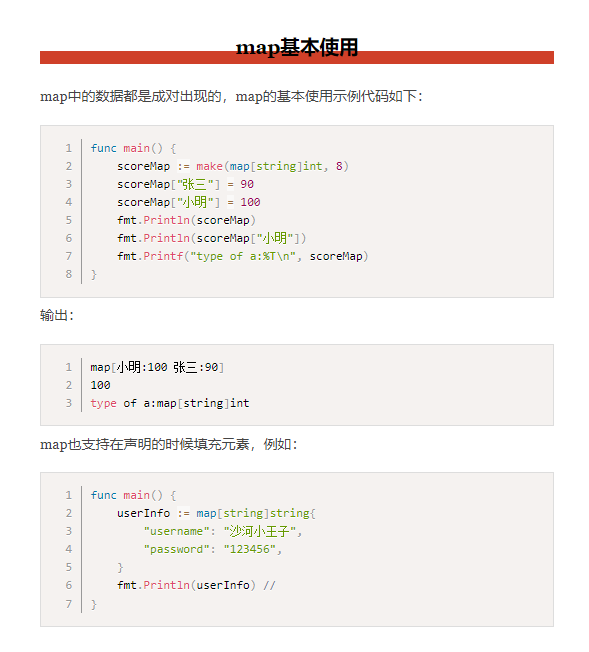 map基本使用
map中的数据都是成对出现的，map的基本使用示例代码如下：
1 func main() {
2     scoreMap := make(map[string]int, 8)
3     scoreMap["张三"] = 90
4     scoreMap["小明"] = 100
5     fmt.Println(scoreMap)
6     fmt.Println(scoreMap["小明"])
7     fmt.Printf("type of a:%T\n", scoreMap)
8 }
输出：
1 map[小明:100 张三:90]
2 100
3 type of a:map[string]int
map也支持在声明的时候填充元素，例如：
1 func main() {
2     userInfo := map[string]string{
3         "username": "沙河小王子",
4         "password": "123456",
5     }
6     fmt.Println(userInfo) //
7 }